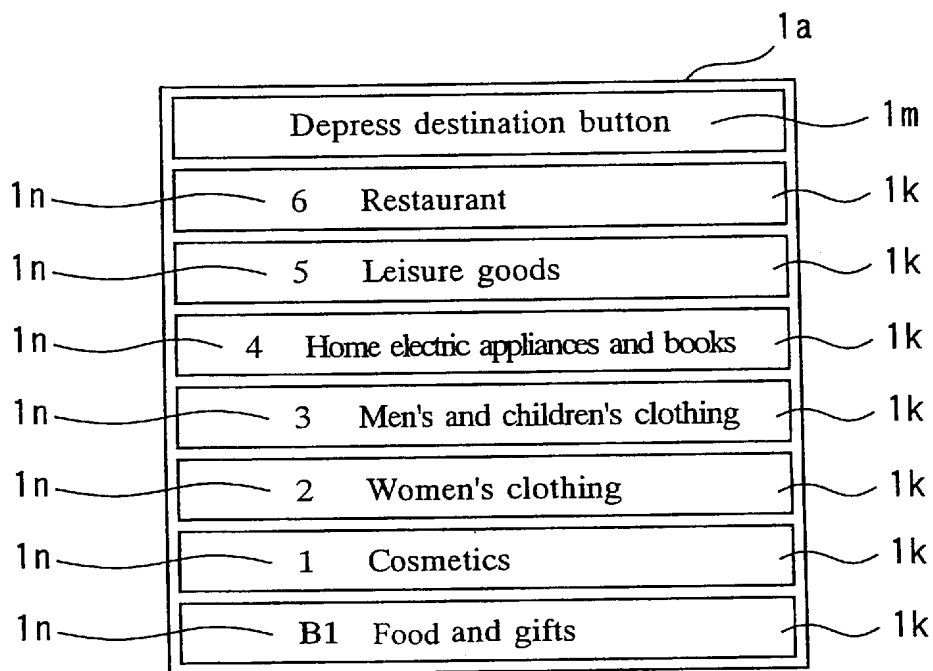 1a
Depress destination button 1m
1n 6 Restaurant 1k
1n 5 Leisure goods 1k
1n 4 Home electric appliances and books 1k
1n 3 Men's and children's clothing 1k
1n 2 Women's clothing 1k
1n 1 Cosmetics 1k
1n B1 Food and gifts 1k